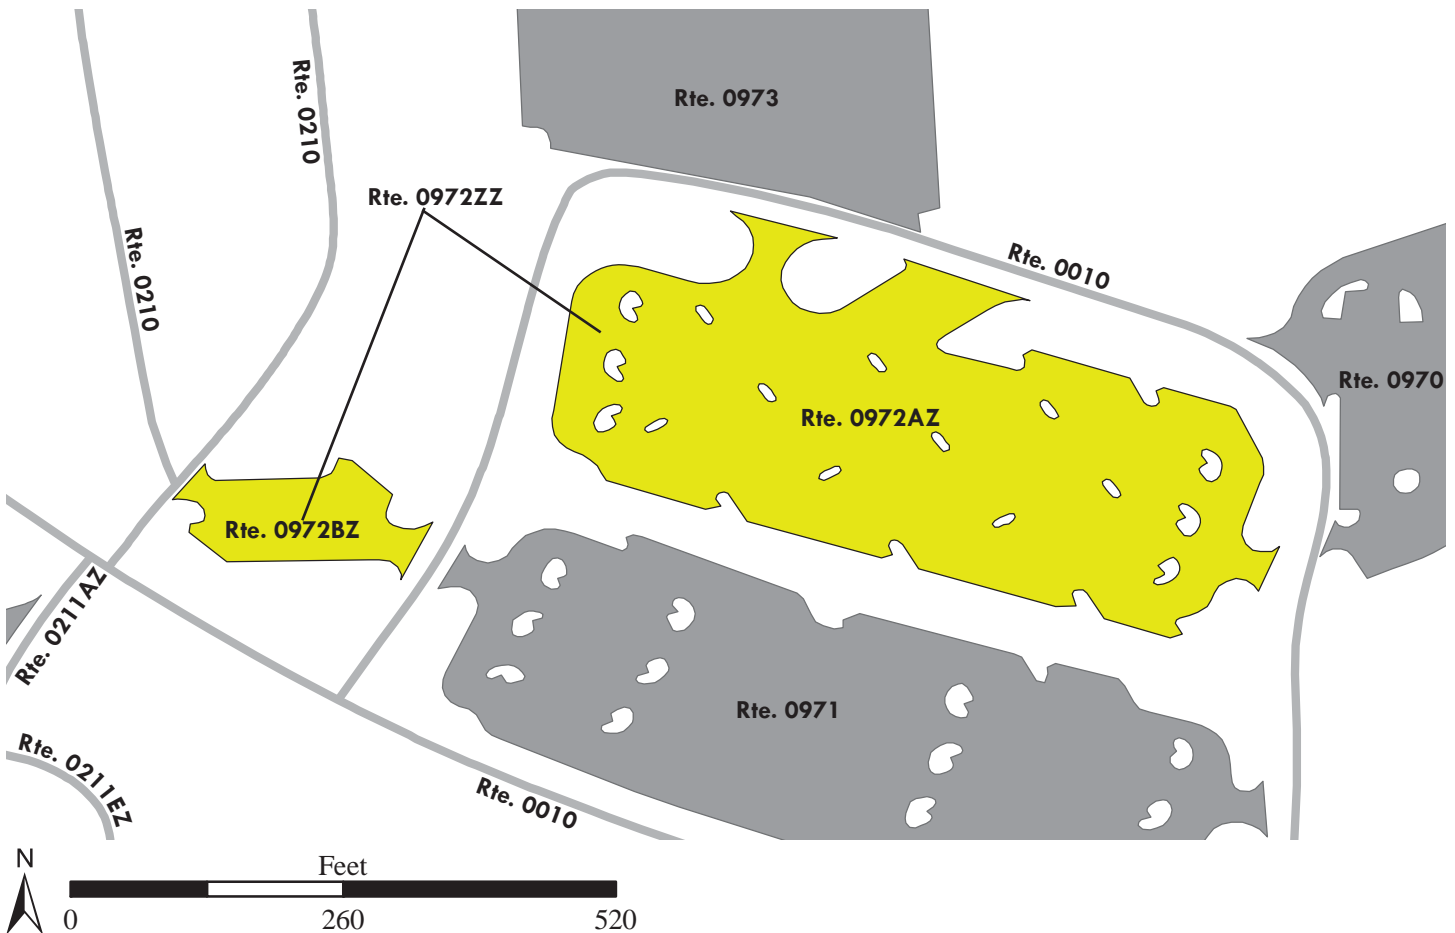 Rte. 0973
Rte. 0210
Rte. 0972ZZ
Rte. 0210
Rte. 0010
Rte. 0970
Rte. 0972AZ
Rte. 0972BZ
Rte. 0211AZ
Rte. 0971
Rte. 0211EZ
Rte. 0010
N
Feet
0 260 520